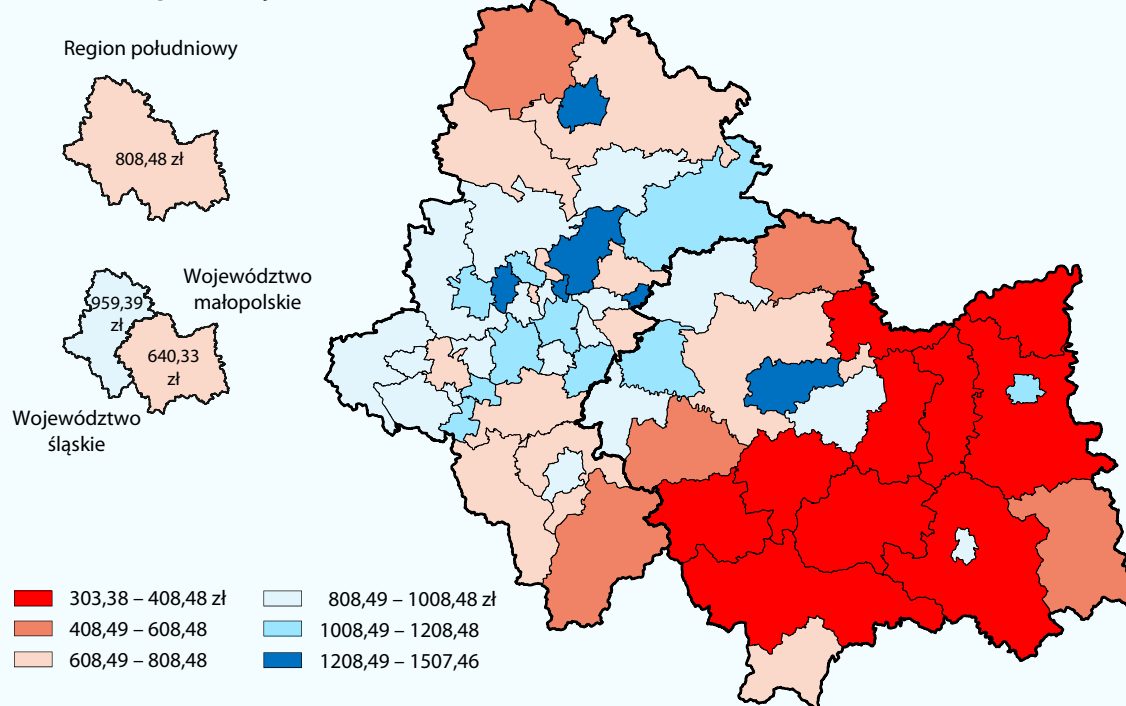 Region południowy
808,48 zł
Województwo
małopolskie
959,39
zł
640,33
zł
Województwo
śląskie
303,38 – 408,48 zł
408,49 – 608,48
608,49 – 808,48
808,49 – 1008,48 zł
1008,49 – 1208,48
1208,49 – 1507,46